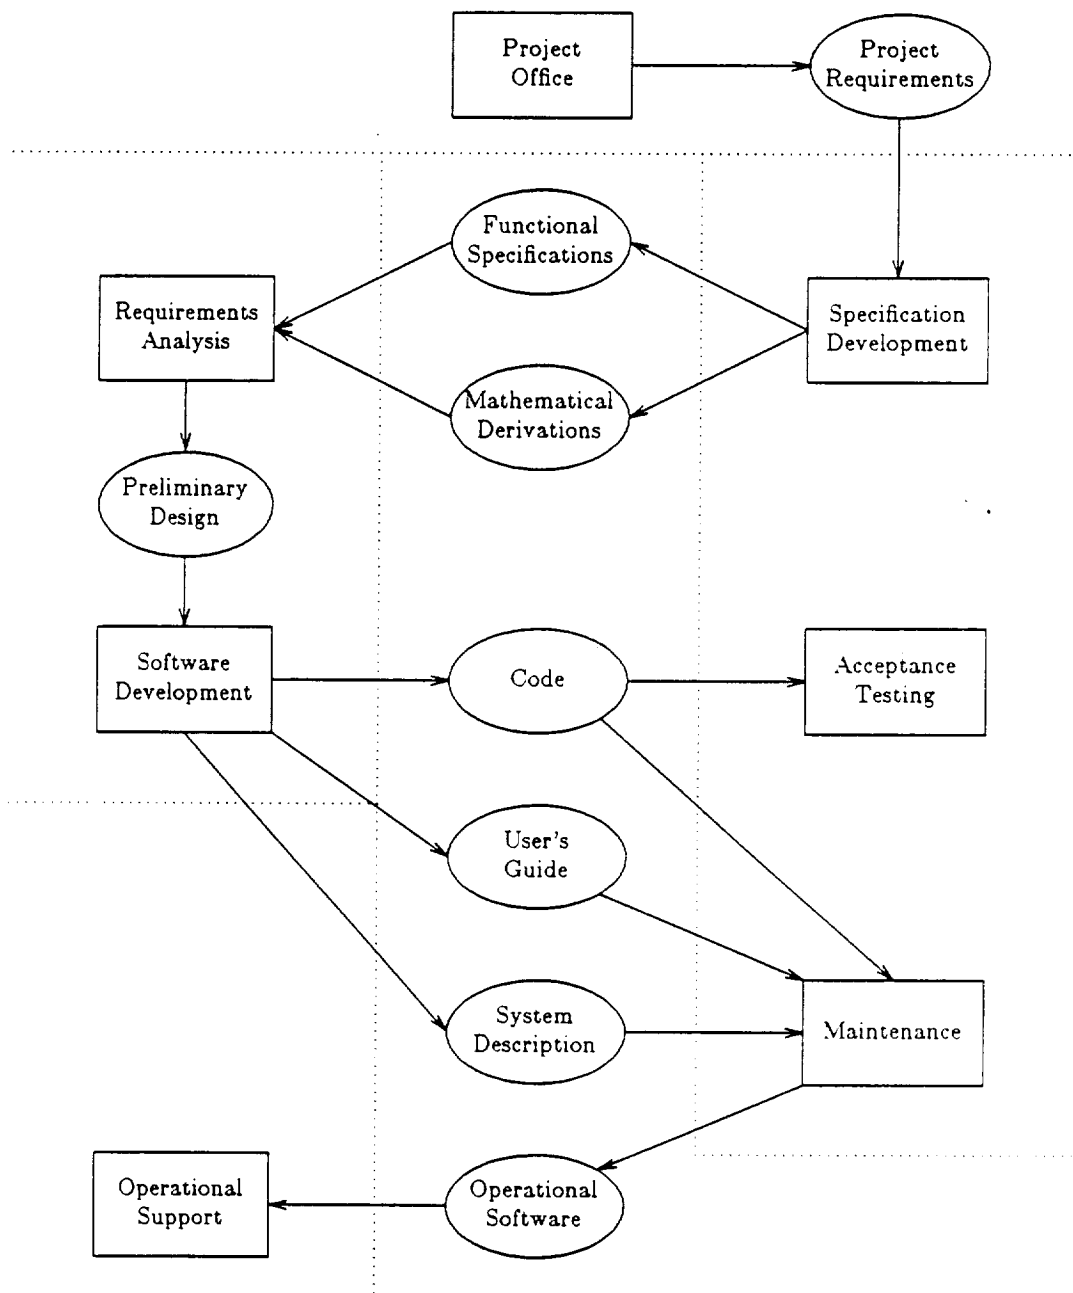 Project
Office
Project
Requirements
Functional
Specifications
Requirements
Analysis
Specification
Development
Mathematical
Derivations
Preliminary
Design
Software
Development
Code
Acceptance
Testing
User's
Guide
System
Description
Maintenance
Operational
Support
Operational
Software